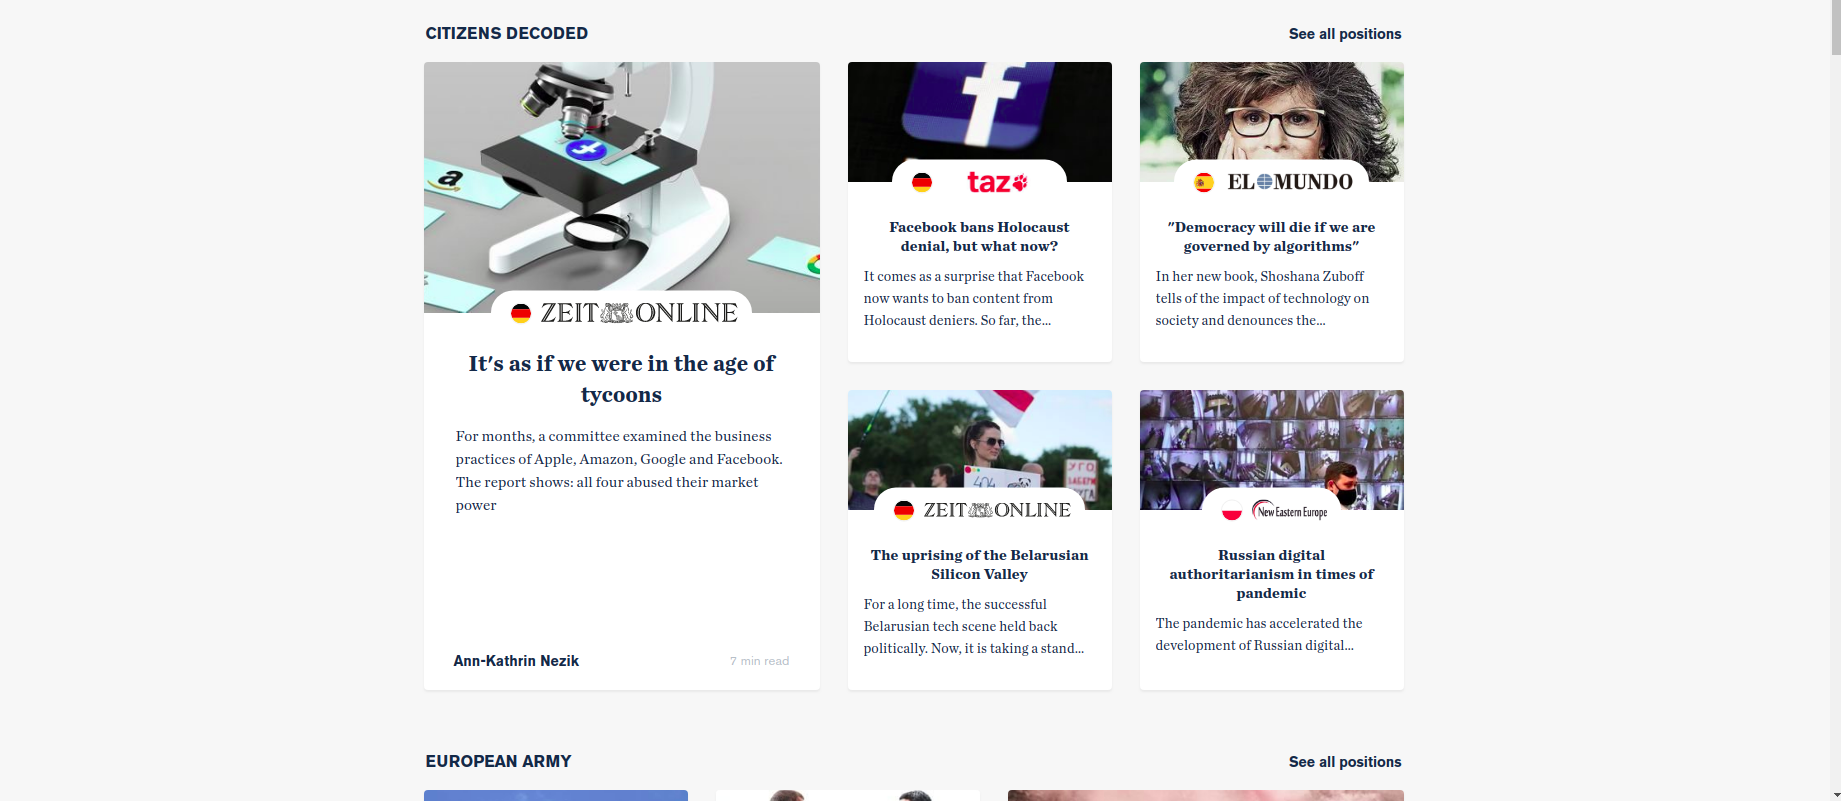 CITIZENS DECODED
See all positions
a
f
ZEIT ONLINE
It's as if we were in the age of
tycoons
For months, a committee examined the business
practices of Apple, Amazon, Google and Facebook.
The report shows: all four abused their market
power
Ann-Kathrin Nezik
7 min read
f
taz
Facebook bans Holocaust
denial, but what now?
It comes as a surprise that Facebook
now wants to ban content from
Holocaust deniers. So far, the...
EL MUNDO
"Democracy will die if we are
governed by algorithms"
In her new book, Shoshana Zuboff
tells of the impact of technology on
society and denounces the...
404
УГО
ЗАБЕРИ
УГА
ZEIT ONLINE
The uprising of the Belarusian
Silicon Valley
For a long time, the successful
Belarusian tech scene held back
politically. Now, it is taking a stand...
New Eastern Europe
Russian digital
authoritarianism in times of
pandemic
The pandemic has accelerated the
development of Russian digital...
EUROPEAN ARMY
See all positions